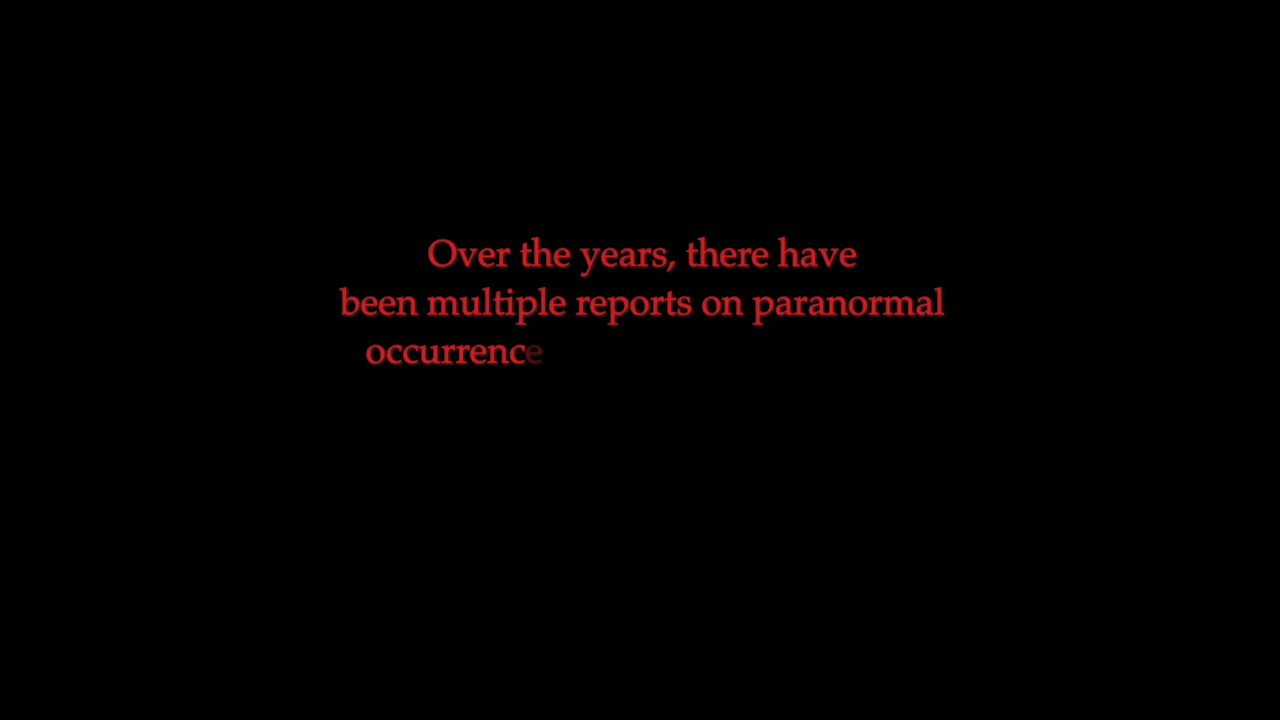 Over the years, there have
been multiple reports on paranormal
occurrence